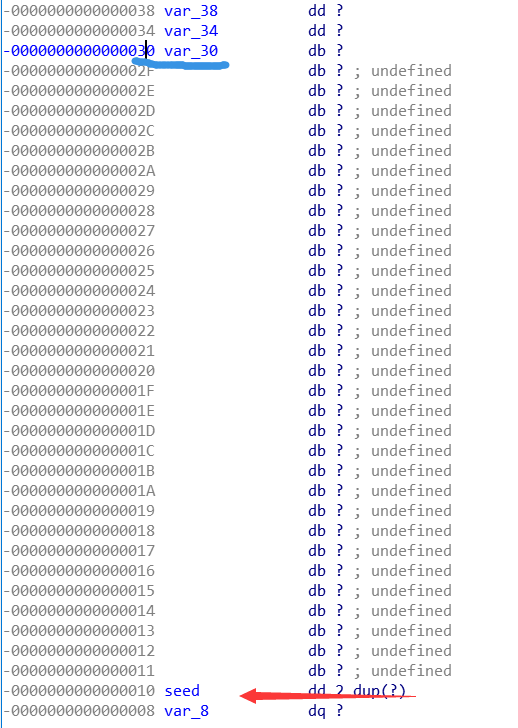 -0000000000000038 var_38 dd ?
-0000000000000034 var_34 dd ?
-0000000000000030 var_30 db ?
-000000000000002F db ? ; undefined
-000000000000002E db ? ; undefined
-000000000000002D db ? ; undefined
-000000000000002C db ? ; undefined
-000000000000002B db ? ; undefined
-000000000000002A db ? ; undefined
-0000000000000029 db ? ; undefined
-0000000000000028 db ? ; undefined
-0000000000000027 db ? ; undefined
-0000000000000026 db ? ; undefined
-0000000000000025 db ? ; undefined
-0000000000000024 db ? ; undefined
-0000000000000023 db ? ; undefined
-0000000000000022 db ? ; undefined
-0000000000000021 db ? ; undefined
-0000000000000020 db ? ; undefined
-000000000000001F db ? ; undefined
-000000000000001E db ? ; undefined
-000000000000001D db ? ; undefined
-000000000000001C db ? ; undefined
-000000000000001B db ? ; undefined
-000000000000001A db ? ; undefined
-0000000000000019 db ? ; undefined
-0000000000000018 db ? ; undefined
-0000000000000017 db ? ; undefined
-0000000000000016 db ? ; undefined
-0000000000000015 db ? ; undefined
-0000000000000014 db ? ; undefined
-0000000000000013 db ? ; undefined
-0000000000000012 db ? ; undefined
-0000000000000011 db ? ; undefined
-0000000000000010 seed dd 2 dup(?)
-0000000000000008 var_8 dq ?